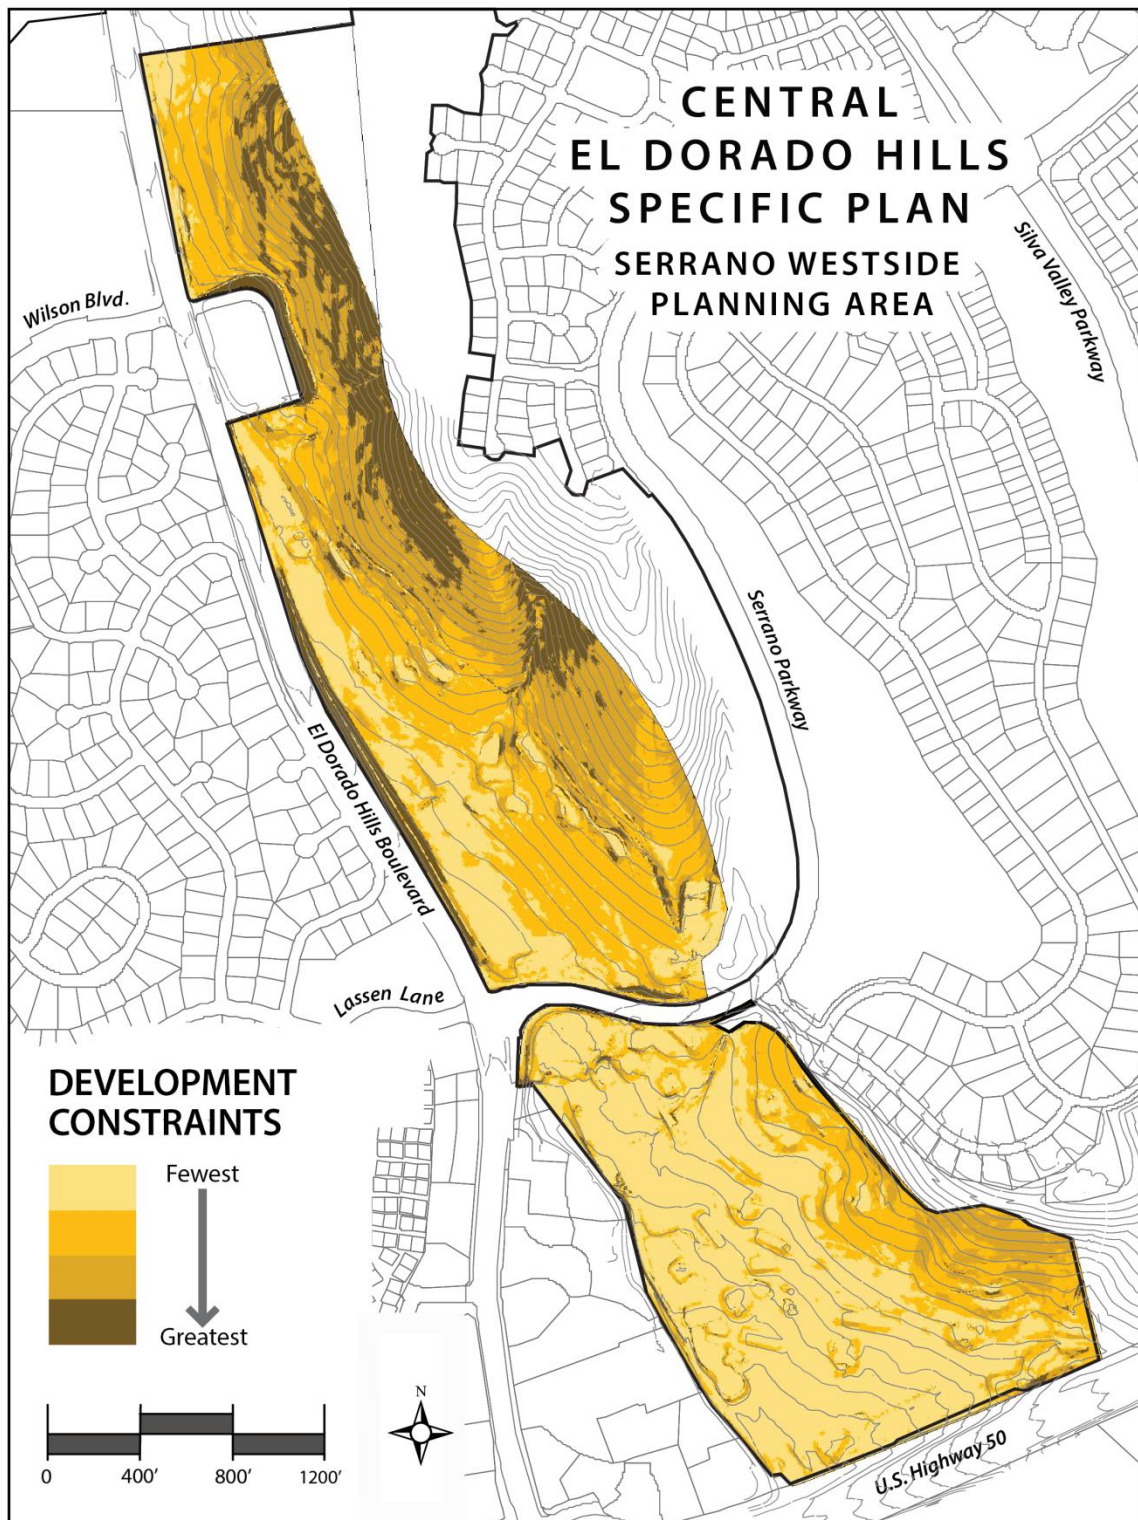 CENTRAL
EL DORADO HILLS
SPECIFIC PLAN
SERRANO WESTSIDE
PLANNING AREA
Silva Valley Parkway
Wilson Blvd.
Serrano Parkway
El Dorado Hills Boulevard
Lassen Lane
DEVELOPMENT
CONSTRAINTS
Fewest
Greatest
N
0 400' 800' 1200'
U.S. Highway 50